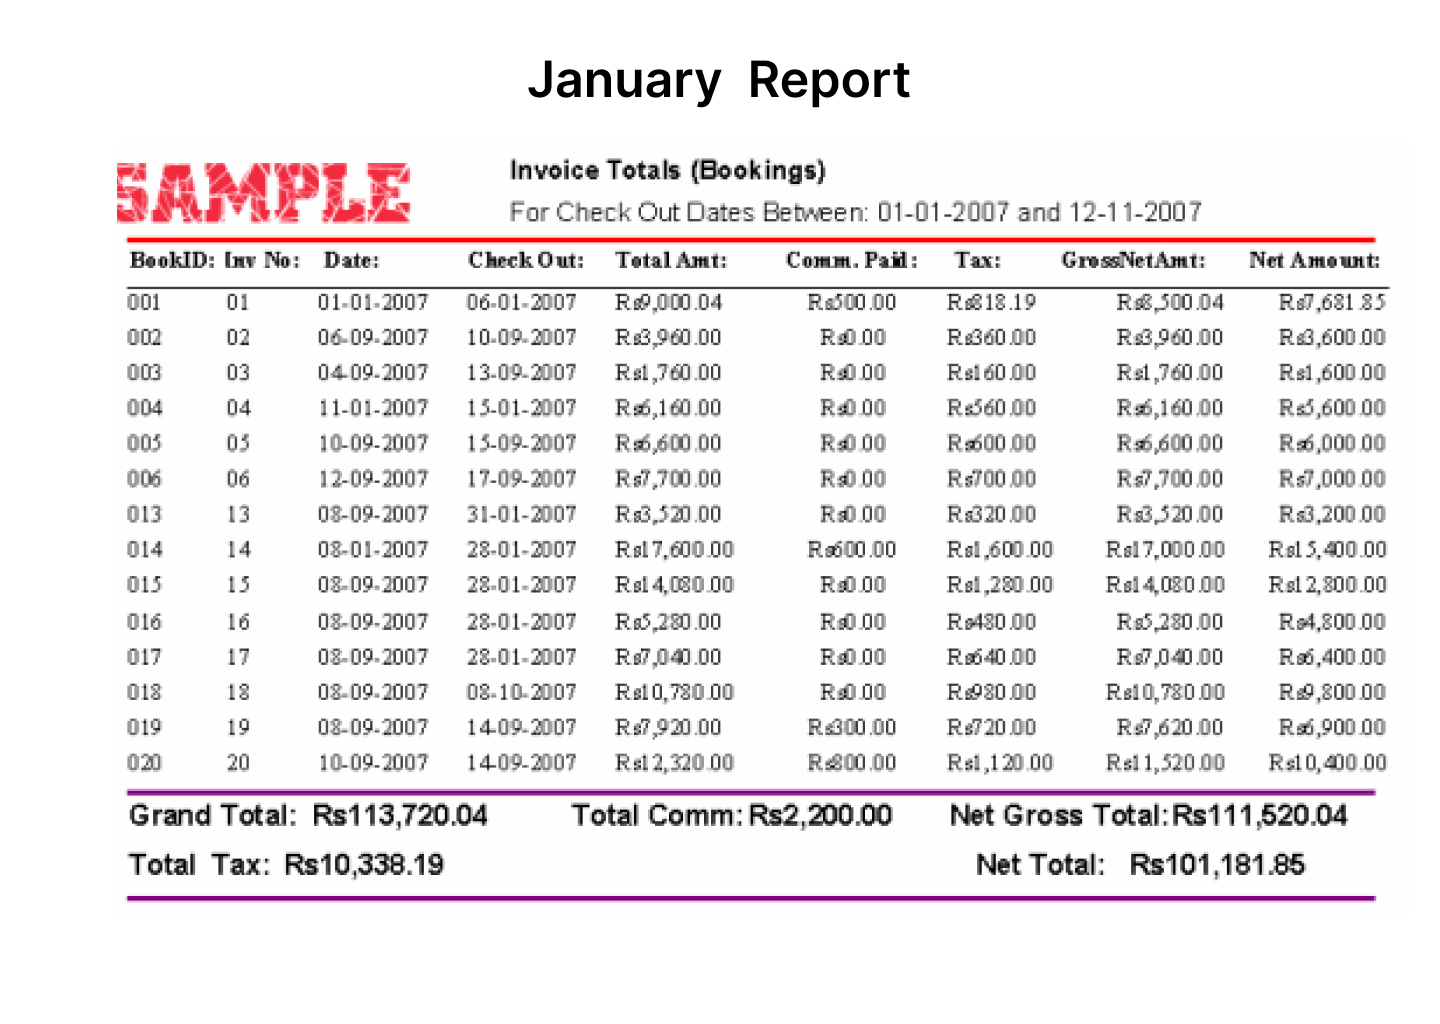 January Report
SAMPLE
Invoice Totals (Bookings)
For Check Out Dates Between: 01-01-2007 and 12-11-2007
BookID: Inv No: Date: Check Out: Total Amt: Comm. Paid: Tax: GrossNetAmt: Net Amount:
001 01 01-01-2007 06-01-2007 Rs9,000.04 Rs500.00 Rs818.19 Rs8,500.04 Rs7,681.85
002 02 06-09-2007 10-09-2007 Rs3,960.00 Rs0.00 Rs360.00 Rs3,960.00 Rs3,600.00
003 03 04-09-2007 13-09-2007 Rs1,760.00 Rs0.00 Rs160.00 Rs1,760.00 Rs1,600.00
004 04 11-01-2007 15-01-2007 Rs6,160.00 Rs0.00 Rs560.00 Rs6,160.00 Rs5,600.00
005 05 10-09-2007 15-09-2007 Rs6,600.00 Rs0.00 Rs600.00 Rs6,600.00 Rs6,000.00
006 06 12-09-2007 17-09-2007 Rs7,700.00 Rs0.00 Rs700.00 Rs7,700.00 Rs7,000.00
013 13 08-09-2007 31-01-2007 Rs3,520.00 Rs0.00 Rs320.00 Rs3,520.00 Rs3,200.00
014 14 08-01-2007 28-01-2007 Rs17,600.00 Rs600.00 Rs1,600.00 Rs17,000.00 Rs15,400.00
015 15 08-09-2007 28-01-2007 Rs14,080.00 Rs0.00 Rs1,280.00 Rs14,080.00 Rs12,800.00
016 16 08-09-2007 28-01-2007 Rs5,280.00 Rs0.00 Rs480.00 Rs5,280.00 Rs4,800.00
017 17 08-09-2007 28-01-2007 Rs7,040.00 Rs0.00 Rs640.00 Rs7,040.00 Rs6,400.00
018 18 08-09-2007 08-10-2007 Rs10,780.00 Rs0.00 Rs980.00 Rs10,780.00 Rs9,800.00
019 19 08-09-2007 14-09-2007 Rs7,920.00 Rs300.00 Rs720.00 Rs7,620.00 Rs6,900.00
020 20 10-09-2007 14-09-2007 Rs12,320.00 Rs800.00 Rs1,120.00 Rs11,520.00 Rs10,400.00
Grand Total: Rs113,720.04 Total Comm: Rs2,200.00 Net Gross Total: Rs111,520.04
Total Tax: Rs10,338.19 Net Total: Rs101,181.85